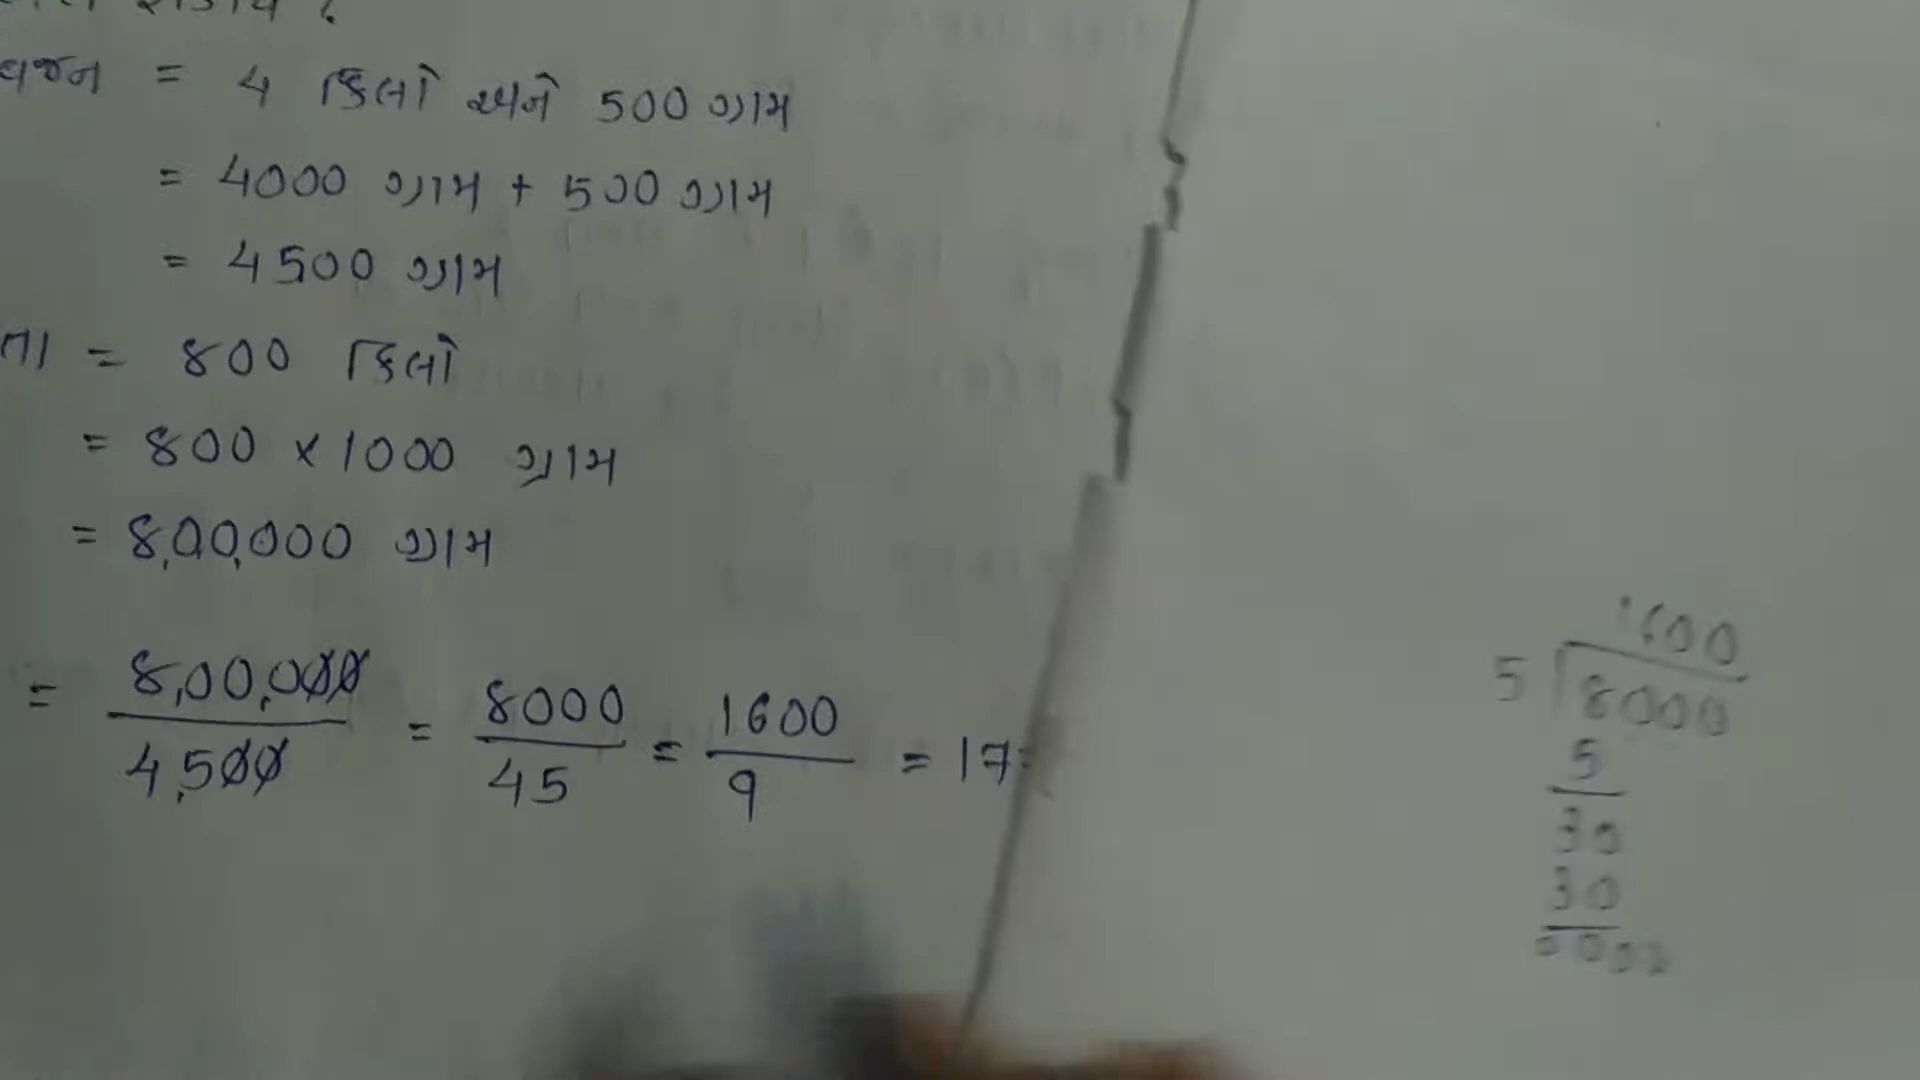 વજન = 4 કિલો અને 500 ગ્રામ
= 4000 ગ્રામ + 500 ગ્રામ
= 4500 ગ્રામ
તા = 800 કિલો
= 800 × 1000 ગ્રામ
= 8,00,000 ગ્રામ
= 8,00,000 / 4,500 = 8000 / 45 = 1600 / 9 = 17
1600
5 8000
5
30
30
0000